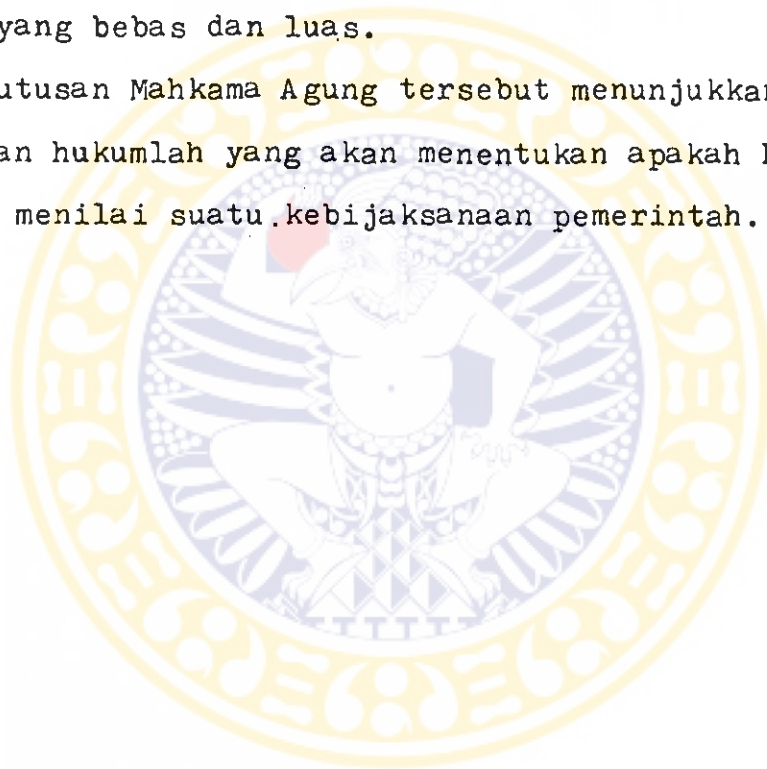 yang bebas dan luas.
utusan Mahkama Agung tersebut menunjukkan
an hukumlah yang akan menentukan apakah
menilai suatu kebijaksanaan pemerintah.